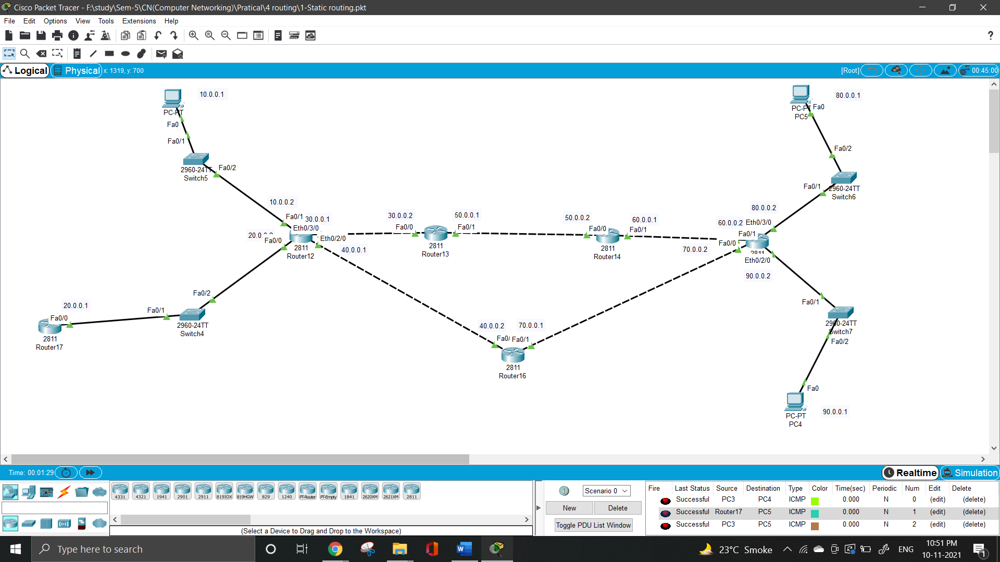 Cisco Packet Tracer - F:\study\Sem-5\CN(Computer Networking)\Pratical\4 routing\1-Static routing.pkt
File Edit Options View Tools Extensions Help
?
Logical Physical x: 1319, y: 700 [Root] 00:45:00
10.0.0.1
PC-PT
Fa0
Fa0/1
2960-24TT
Switch5
Fa0/2
10.0.0.2
Fa0/1
30.0.0.1
Eth0/3/0
Fa0/0
Eth0/2/0
2811
Router12
40.0.0.1
30.0.0.2
Fa0/0
50.0.0.1
Fa0/1
2811
Router13
50.0.0.2
Fa0/0
60.0.0.1
Fa0/1
2811
Router14
80.0.0.1
PC-PT
Fa0
PC5
Fa0/2
Fa0/1
2960-24TT
Switch6
80.0.0.2
60.0.0.2
Eth0/3/0
Fa0/1
Fa0/0
70.0.0.2
2811
Eth0/2/0
90.0.0.2
Fa0/1
2960-24TT
Switch7
Fa0/2
Fa0
PC-PT
PC4
90.0.0.1
Fa0/2
20.0.0.1
Fa0/1
Fa0/0
2960-24TT
Switch4
2811
Router17
40.0.0.2
70.0.0.1
Fa0/
Fa0/1
2811
Router16
Time: 00:01:29
Realtime Simulation
4331 4321 1941 2901 2911 819IOX 819HGW 829 1240 PT-Router PT-Empty 1841 2620XM 2621XM 2811
(Select a Device to Drag and Drop to the Workspace)
Scenario 0
New Delete
Toggle PDU List Window
Fire Last Status Source Destination Type Color Time(sec) Periodic Num Edit Delete
Successful PC3 PC4 ICMP 0.000 N 0 (edit) (delete)
Successful Router17 PC5 ICMP 0.000 N 1 (edit) (delete)
Successful PC3 PC5 ICMP 0.000 N 2 (edit) (delete)
Type here to search
23°C Smoke
ENG
10:51 PM
10-11-2021
1